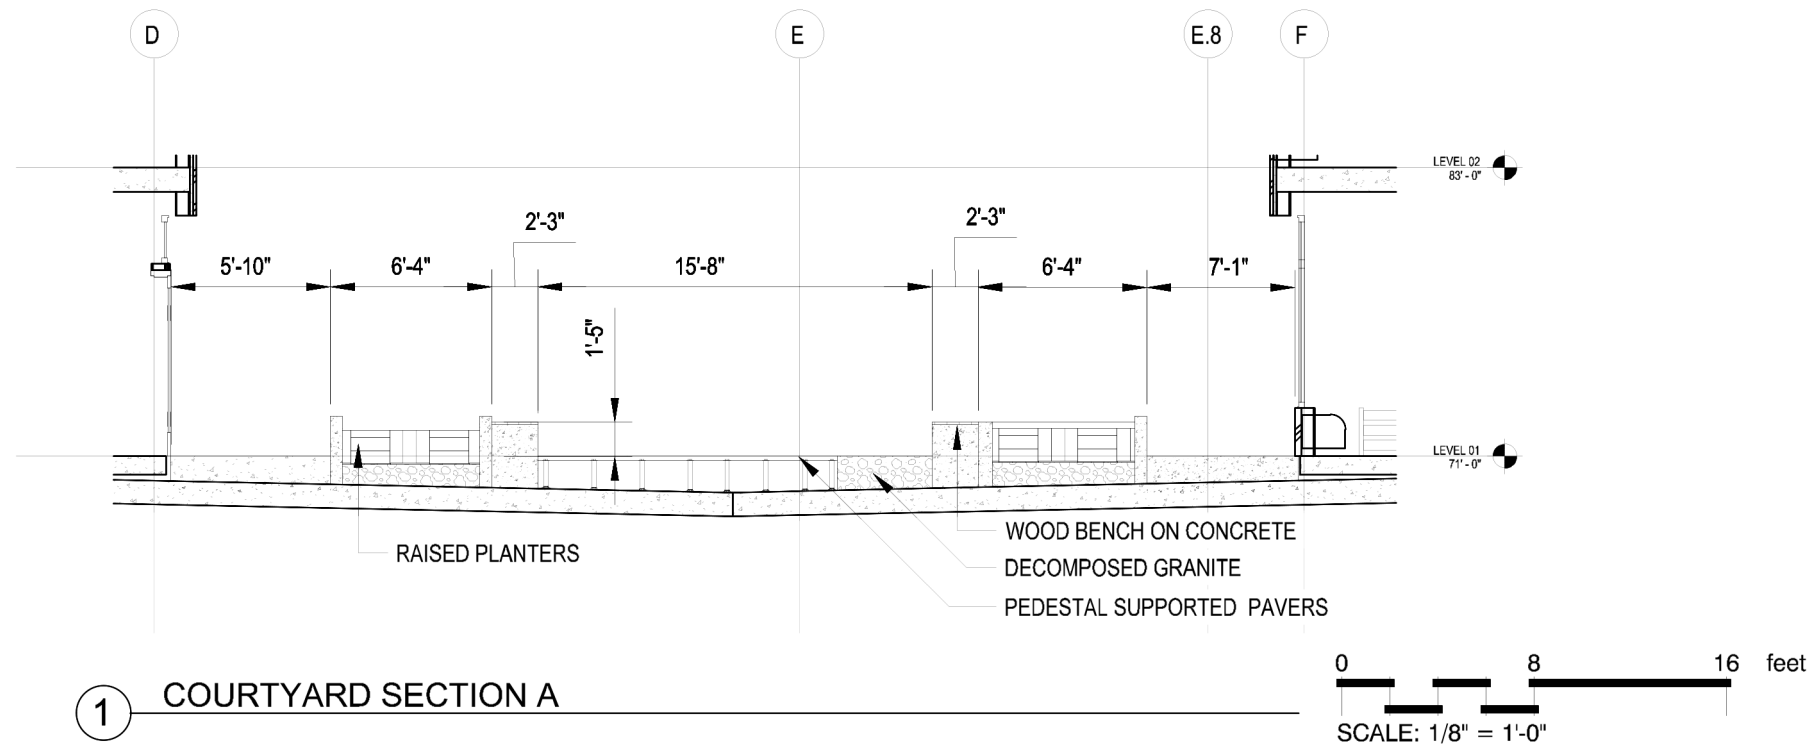 D
E
E.8
F
LEVEL 02
83' - 0"
2'-3"
2'-3"
5'-10"
6'-4"
15'-8"
6'-4"
7'-1"
1'-5"
LEVEL 01
71' - 0"
WOOD BENCH ON CONCRETE
RAISED PLANTERS
DECOMPOSED GRANITE
PEDESTAL SUPPORTED PAVERS
0 8 16 feet
1 COURTYARD SECTION A
SCALE: 1/8" = 1'-0"